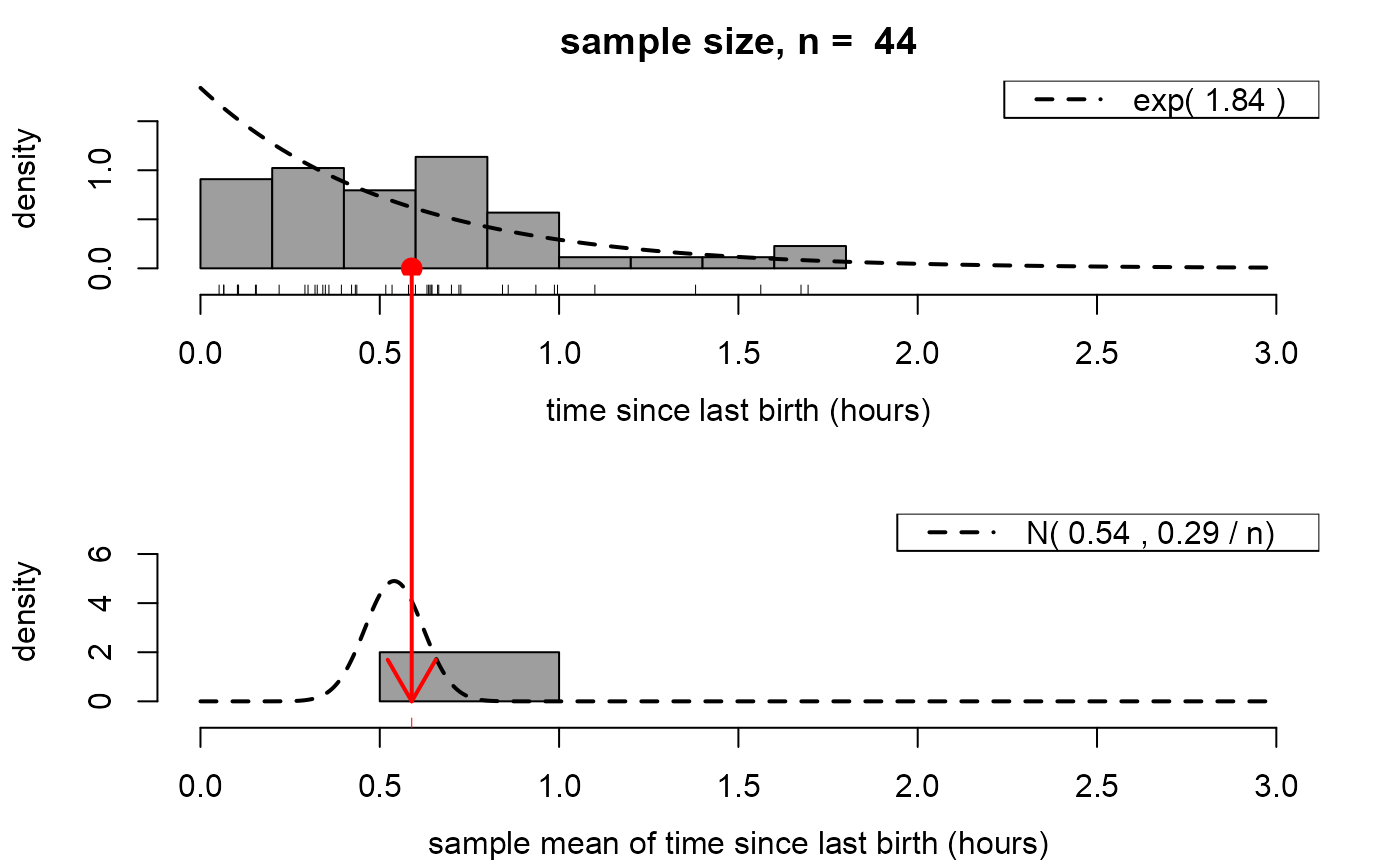 sample size, n =  44
exp( 1.84 )
density
1.0
0.0
0.0 0.5 1.0 1.5 2.0 2.5 3.0
time since last birth (hours)
N( 0.54 , 0.29 / n)
density
6
4
2
0
0.0 0.5 1.0 1.5 2.0 2.5 3.0
sample mean of time since last birth (hours)